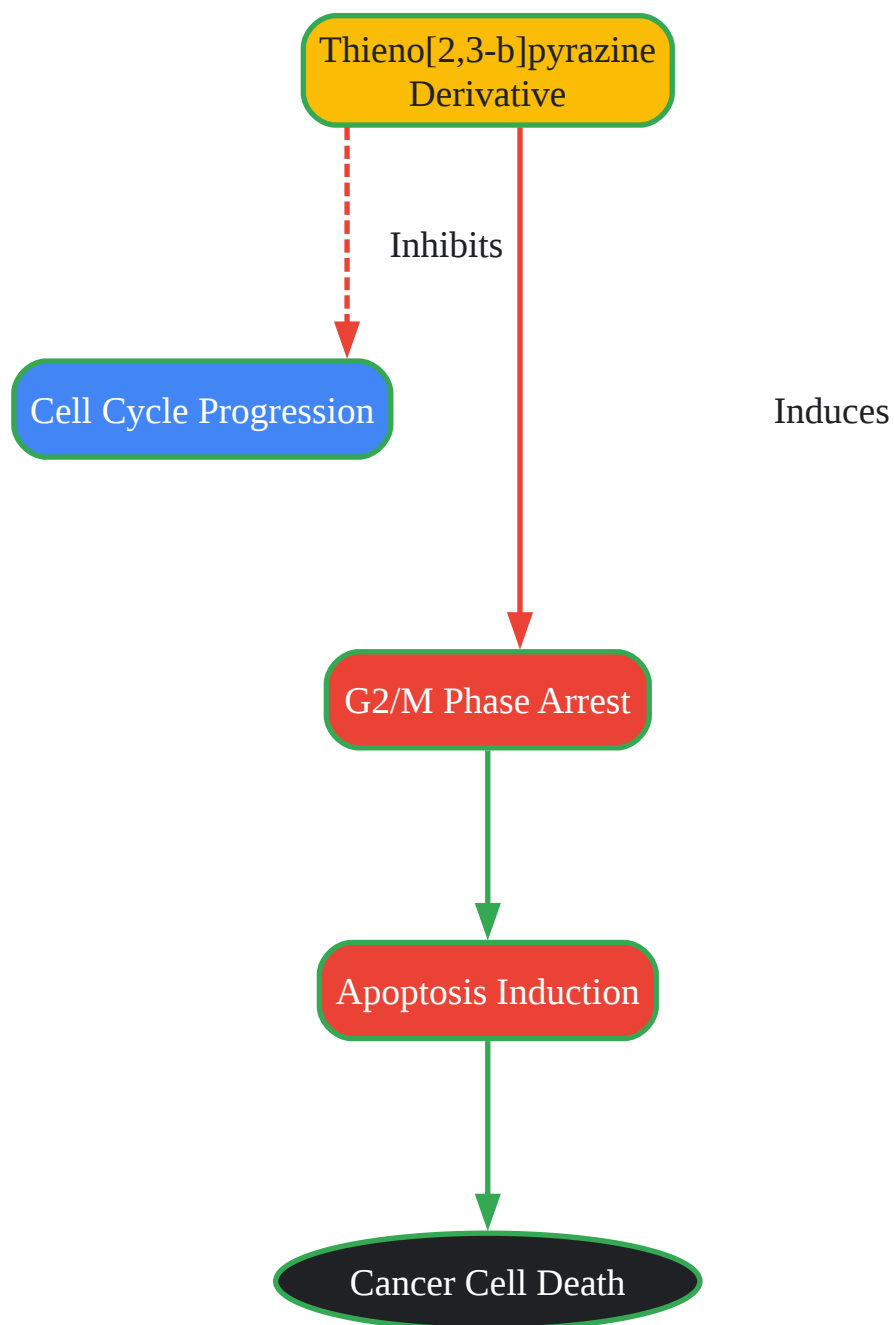 Thieno[2,3-b]pyrazine
Derivative
Inhibits
Cell Cycle Progression
Induces
G2/M Phase Arrest
Apoptosis Induction
Cancer Cell Death